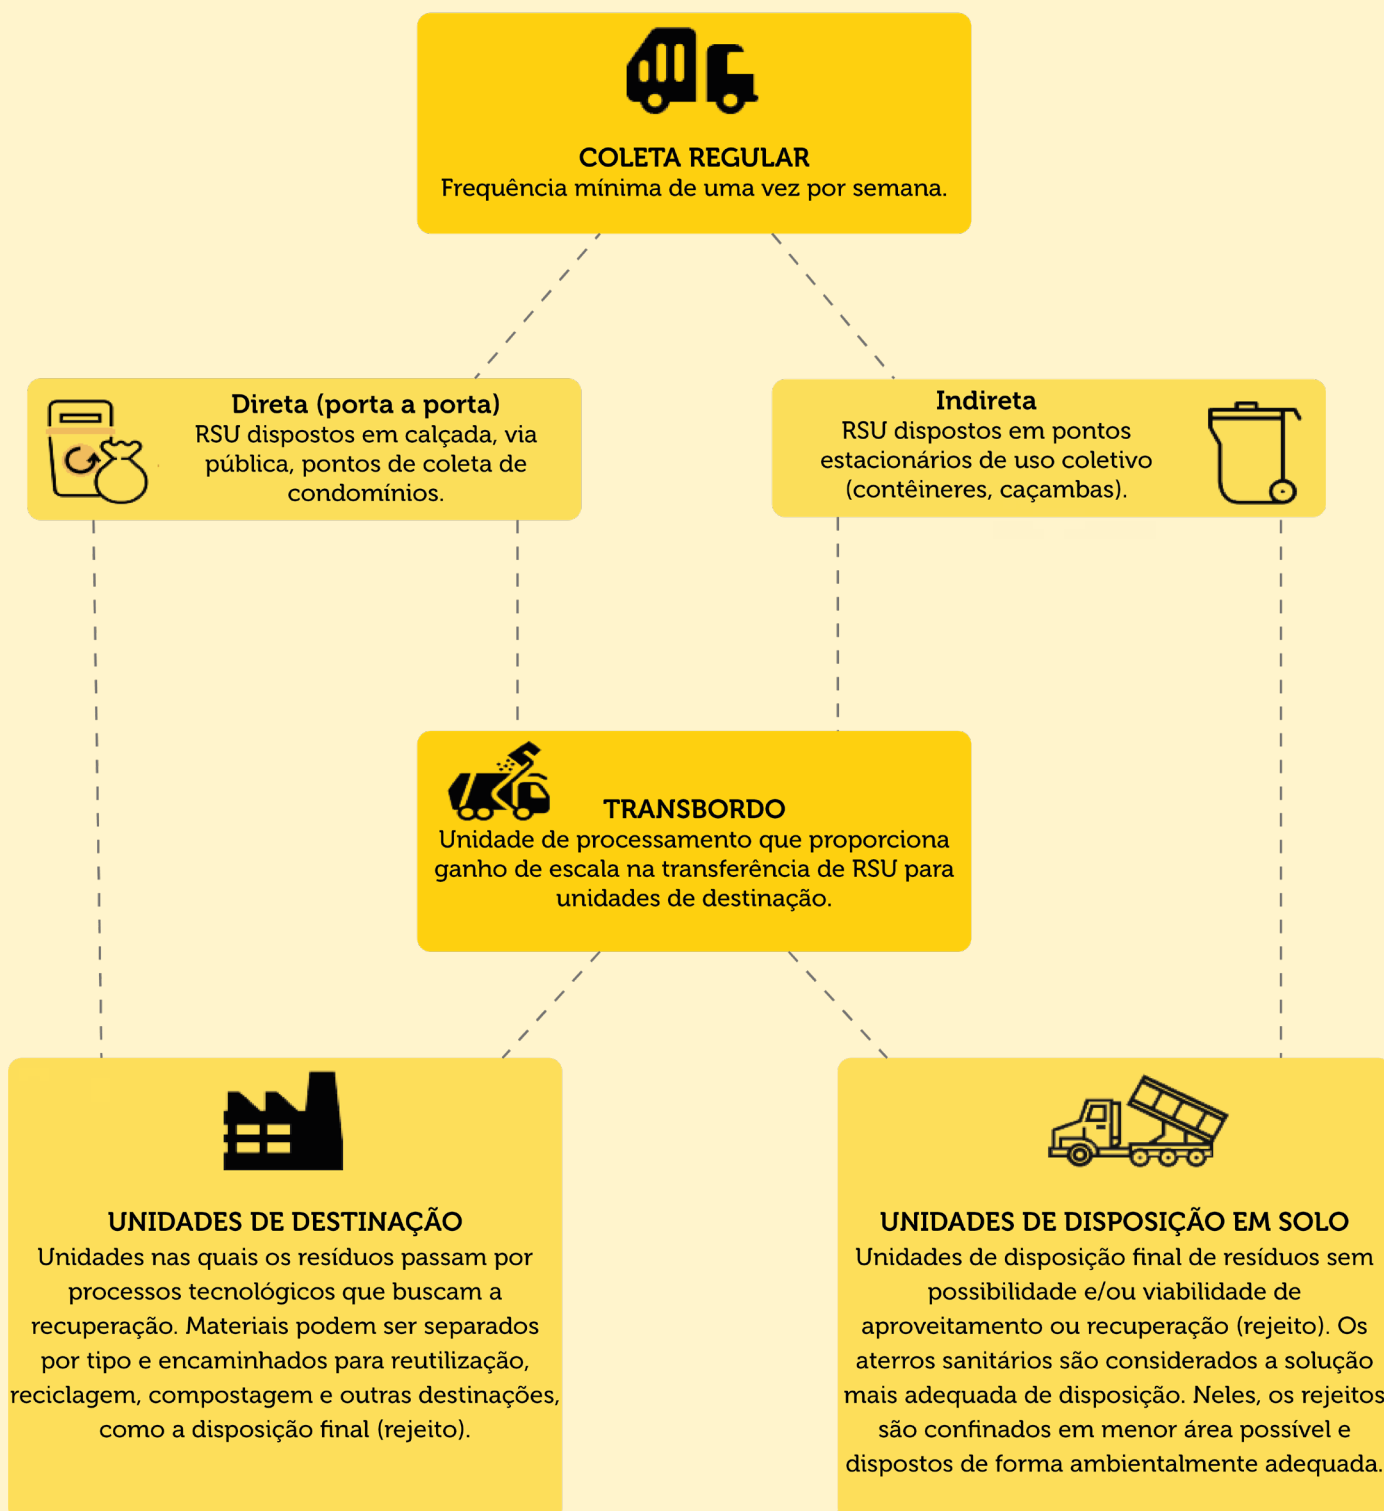 COLETA REGULAR
Frequência mínima de uma vez por semana.
Direta (porta a porta)
RSU dispostos em calçada, via
pública, pontos de coleta de
condomínios.
Indireta
RSU dispostos em pontos
estacionários de uso coletivo
(contêineres, caçambas).
TRANSBORDO
Unidade de processamento que proporciona
ganho de escala na transferência de RSU para
unidades de destinação.
UNIDADES DE DESTINAÇÃO
Unidades nas quais os resíduos passam por
processos tecnológicos que buscam a
recuperação. Materiais podem ser separados
por tipo e encaminhados para reutilização,
reciclagem, compostagem e outras destinações,
como a disposição final (rejeito).
UNIDADES DE DISPOSIÇÃO EM SOLO
Unidades de disposição final de resíduos sem
possibilidade e/ou viabilidade de
aproveitamento ou recuperação (rejeito). Os
aterros sanitários são considerados a solução
mais adequada de disposição. Neles, os rejeitos
são confinados em menor área possível e
dispostos de forma ambientalmente adequada.